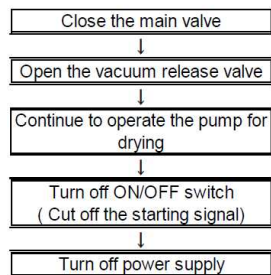 Close the main valve
↓
Open the vacuum release valve
↓
Continue to operate the pump for
drying
↓
Turn off ON/OFF switch
( Cut off the starting signal)
↓
Turn off power supply